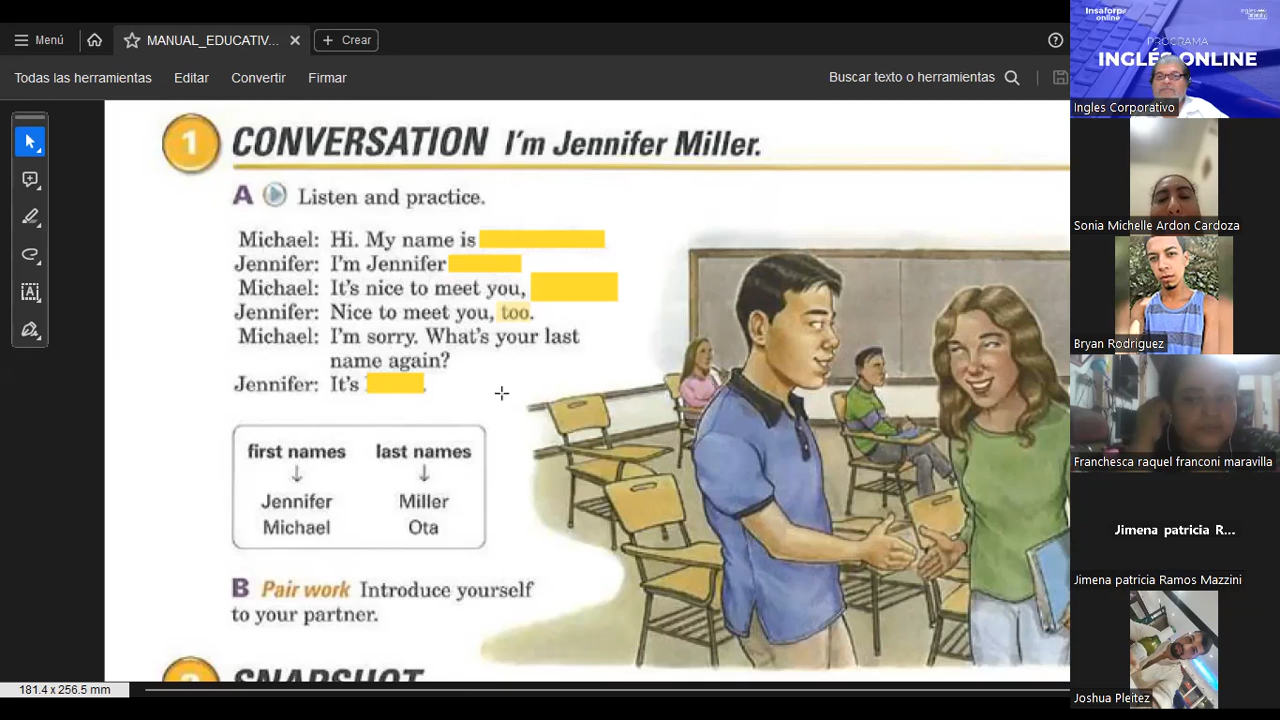 Menú
MANUAL_EDUCATIV...
Crear
Todas las herramientas
Editar
Convertir
Firmar
Buscar texto o herramientas
1 CONVERSATION I'm Jennifer Miller.
A Listen and practice.
Michael: Hi. My name is
Jennifer: I'm Jennifer
Michael: It's nice to meet you,
Jennifer: Nice to meet you, too.
Michael: I'm sorry. What's your last
name again?
Jennifer: It's .
first names last names
Jennifer Miller
Michael Ota
B Pair work Introduce yourself
to your partner.
SNAPSHOT
181.4 x 256.5 mm
Insaforp
online
PROGRAMA
INGLÉS ONLINE
Ingles Corporativo
Sonia Michelle Ardon Cardoza
Bryan Rodriguez
Franchesca raquel franconi maravilla
Jimena patricia R...
Jimena patricia Ramos Mazzini
Joshua Pleitez